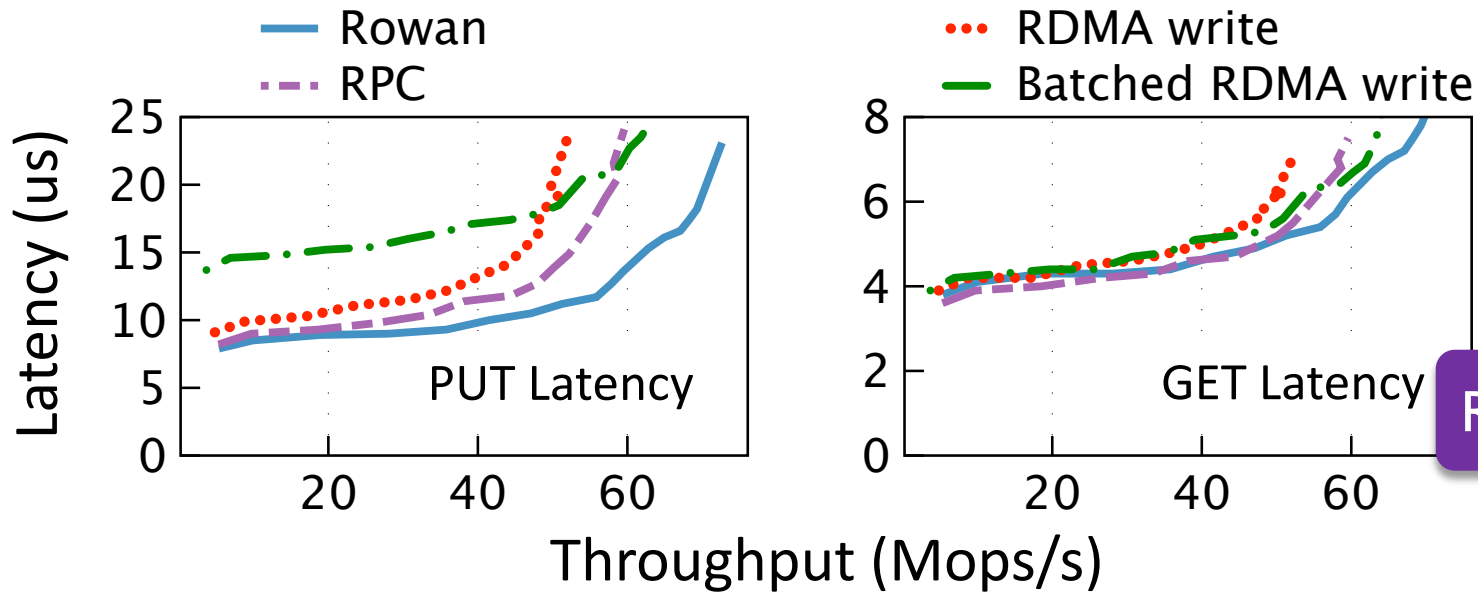 Rowan
RPC
RDMA write
Batched RDMA write
Latency (us)
25
20
15
10
5
0
20
40
60
PUT Latency
8
6
4
2
0
20
40
60
GET Latency
R
Throughput (Mops/s)